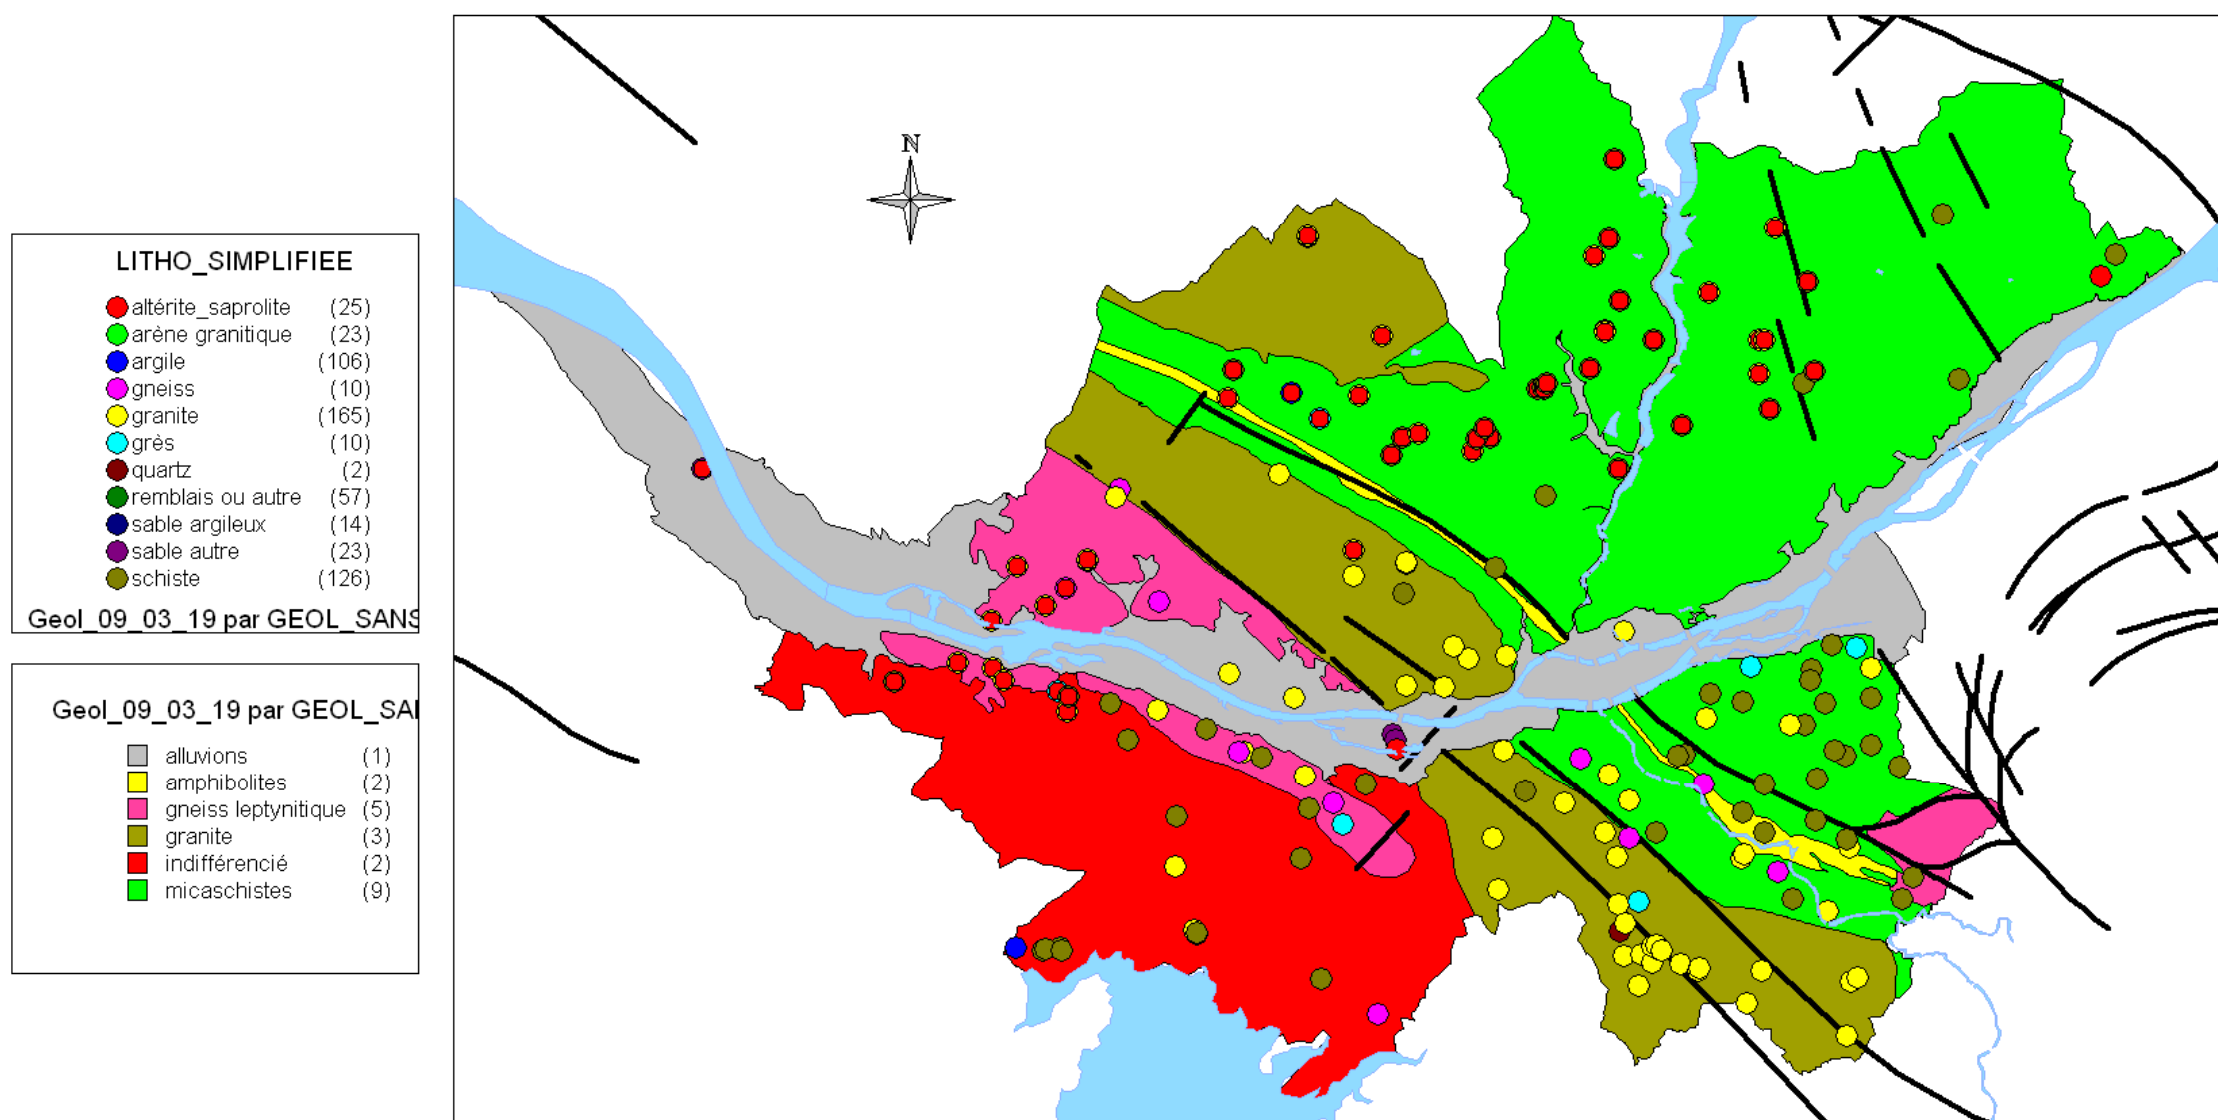 LITHO_SIMPLIFIEE
altérite_saprolite (25)
arène granitique (23)
argile (106)
gneiss (10)
granite (165)
grès (10)
quartz (2)
remblais ou autre (57)
sable argileux (14)
sable autre (23)
schiste (126)
Geol_09_03_19 par GEOL_SANS
Geol_09_03_19 par GEOL_SA
alluvions (1)
amphibolites (2)
gneiss leptynitique (5)
granite (3)
indifférencié (2)
micaschistes (9)
N